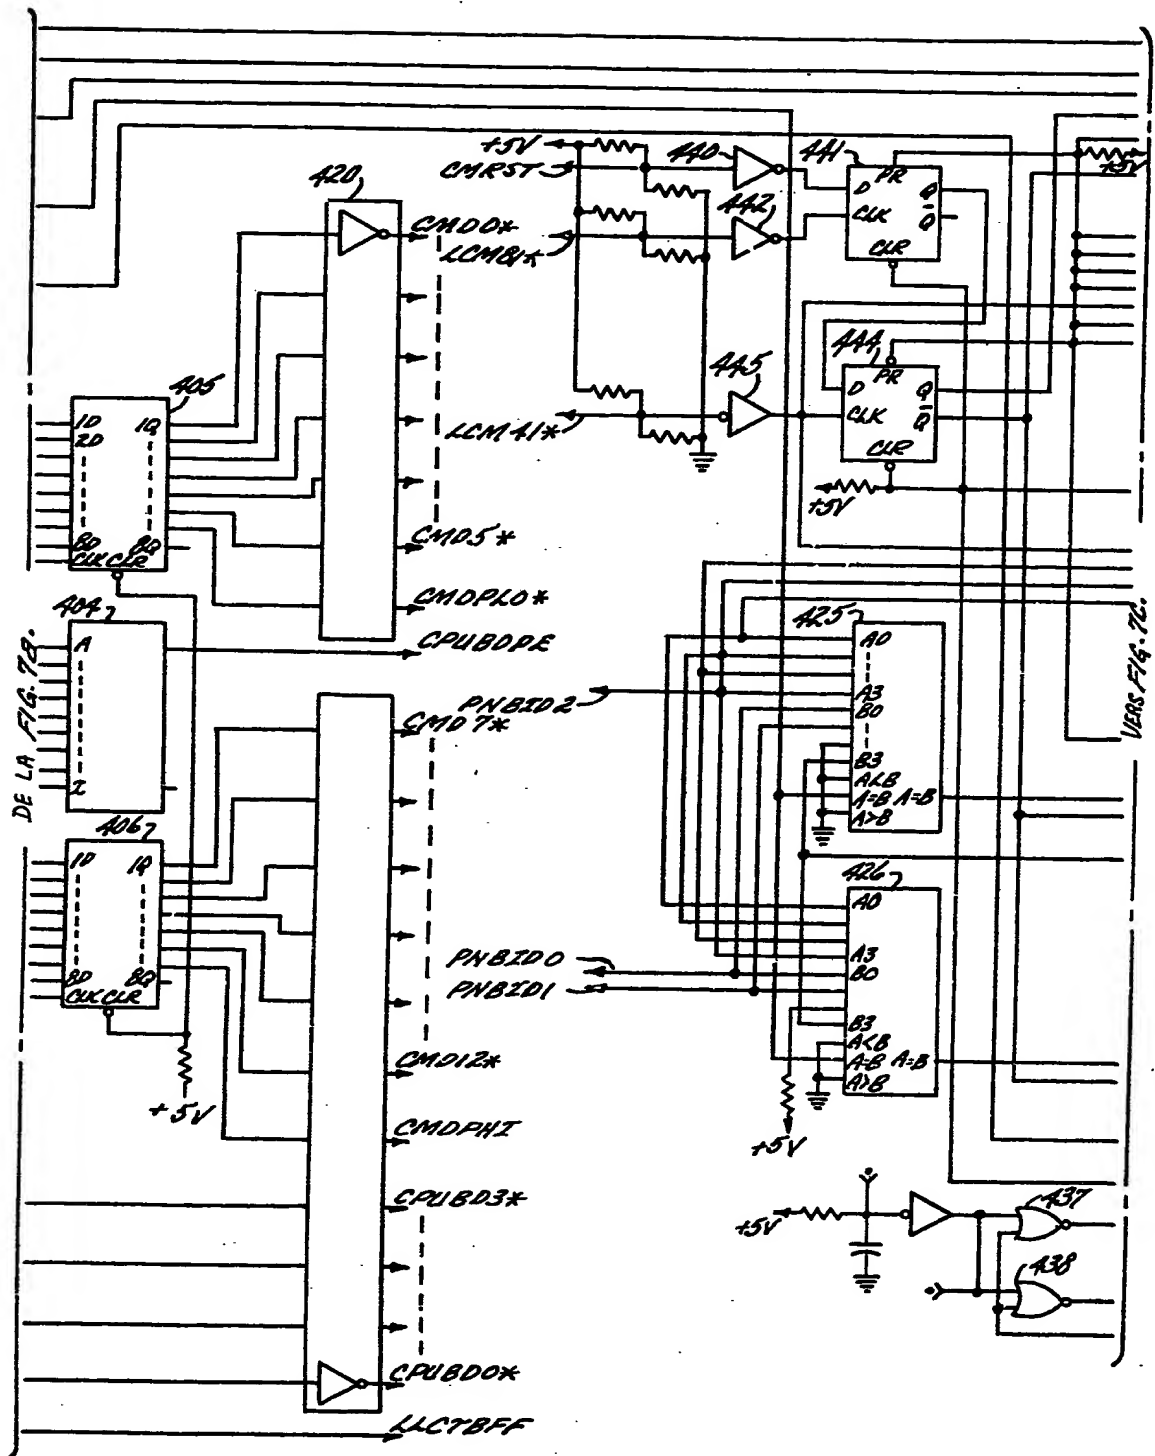 +5V
CMRST
440
441
PR
D
Q
CLK
Q
CLR
+5V
420
CMD0*
LCM81*
442
405
1D
1Q
2D
8D
8Q
CLK CLR
445
444
PR
D
Q
CLK
Q
CLR
LCM41*
+5V
CMD5*
CMDPLO*
404
A
I
CPUBDPE
DE LA FIG. 7B.
VERS FIG. 7C.
425
A0
A3
B0
B3
A<B
A=B A=B
A>B
PNBID2
CMD7*
406
1D
1Q
8D
8Q
CLK CLR
+5V
426
A0
A3
B0
B3
A<B
A=B A=B
A>B
PNBID0
PNBID1
+5V
CMD12*
CMDPHI
CPUBD3*
+5V
437
438
CPUBD0*
LLCTBFF